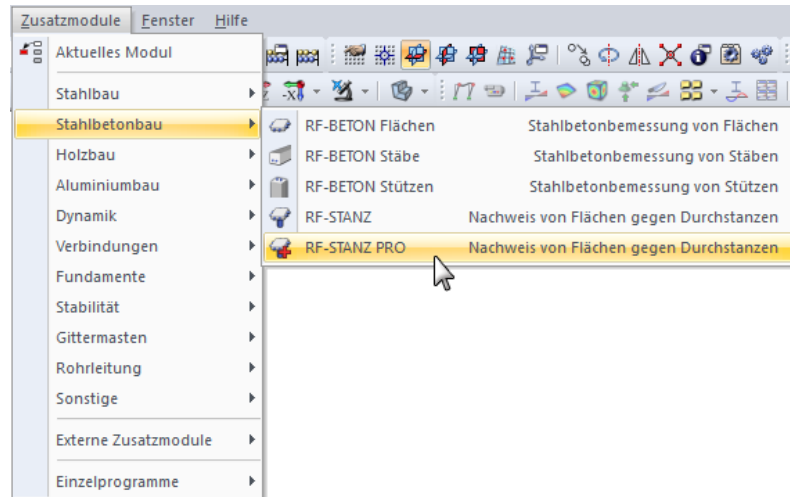 Zusatzmodule Fenster Hilfe
Aktuelles Modul
Stahlbau
Stahlbetonbau
RF-BETON Flächen Stahlbetonbemessung von Flächen
Holzbau
RF-BETON Stäbe Stahlbetonbemessung von Stäben
Aluminiumbau
RF-BETON Stützen Stahlbetonbemessung von Stützen
Dynamik
RF-STANZ Nachweis von Flächen gegen Durchstanzen
Verbindungen
RF-STANZ PRO Nachweis von Flächen gegen Durchstanzen
Fundamente
Stabilität
Gittermasten
Rohrleitung
Sonstige
Externe Zusatzmodule
Einzelprogramme